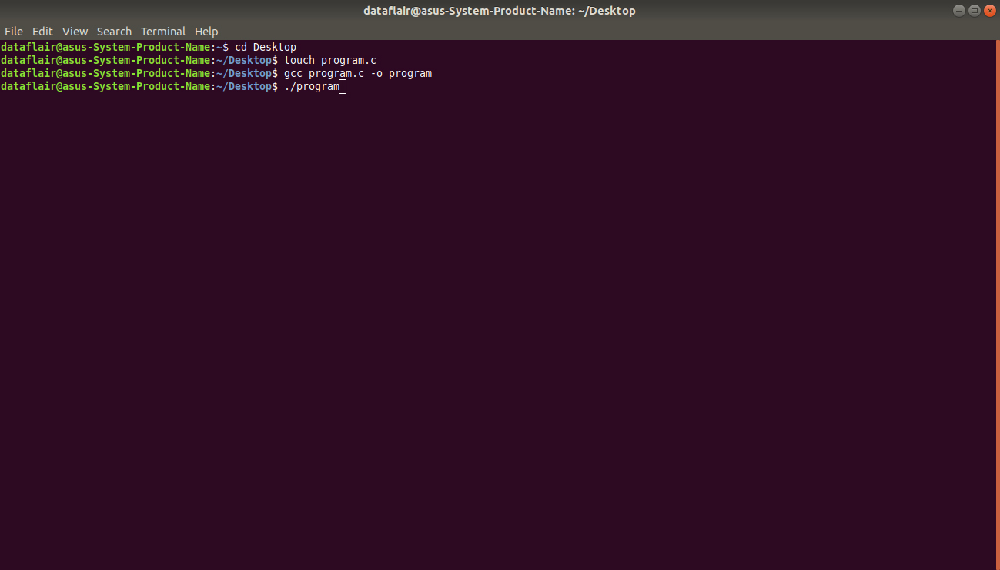 dataflair@asus-System-Product-Name: ~/Desktop
File Edit View Search Terminal Help
dataflair@asus-System-Product-Name:~$ cd Desktop
dataflair@asus-System-Product-Name:~/Desktop$ touch program.c
dataflair@asus-System-Product-Name:~/Desktop$ gcc program.c -o program
dataflair@asus-System-Product-Name:~/Desktop$ ./program